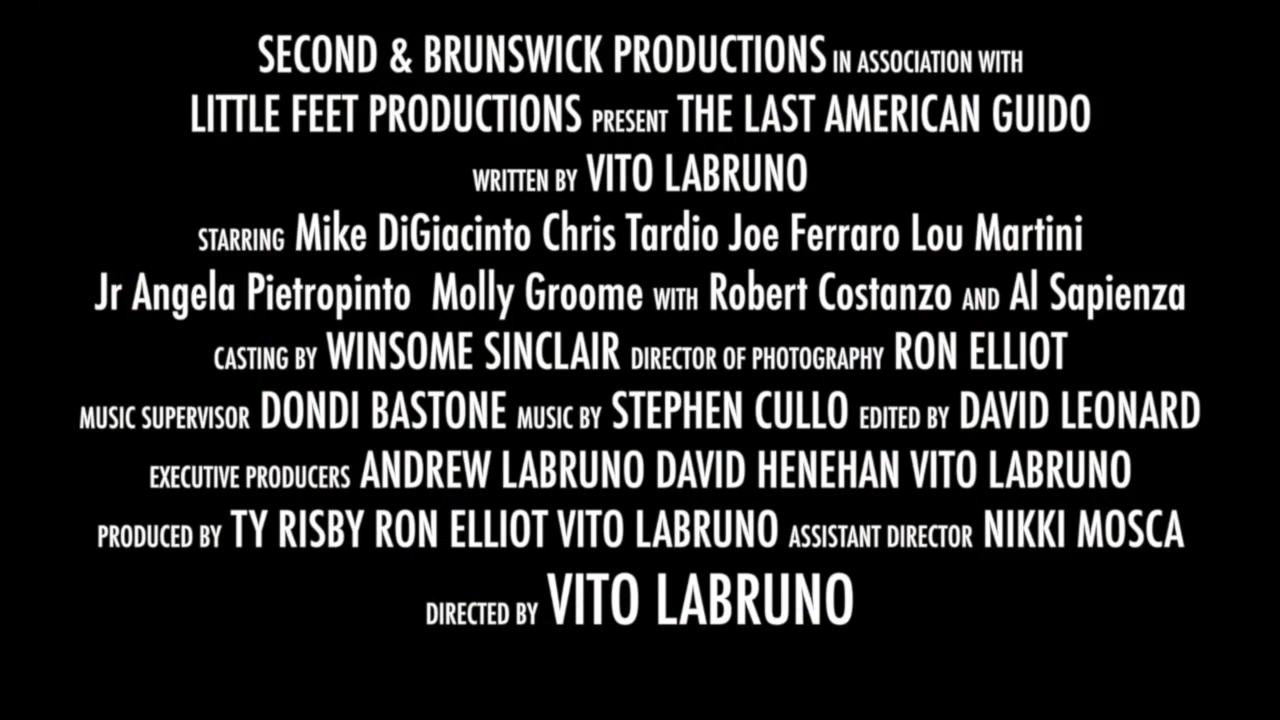 SECOND & BRUNSWICK PRODUCTIONS IN ASSOCIATION WITH
LITTLE FEET PRODUCTIONS PRESENT THE LAST AMERICAN GUIDO
WRITTEN BY VITO LABRUNO
STARRING Mike DiGiacinto Chris Tardio Joe Ferraro Lou Martini
Jr Angela Pietropinto Molly Groome WITH Robert Costanzo AND Al Sapienza
CASTING BY WINSOME SINCLAIR DIRECTOR OF PHOTOGRAPHY RON ELLIOT
MUSIC SUPERVISOR DONDI BASTONE MUSIC BY STEPHEN CULLO EDITED BY DAVID LEONARD
EXECUTIVE PRODUCERS ANDREW LABRUNO DAVID HENEHAN VITO LABRUNO
PRODUCED BY TY RISBY RON ELLIOT VITO LABRUNO ASSISTANT DIRECTOR NIKKI MOSCA
DIRECTED BY VITO LABRUNO